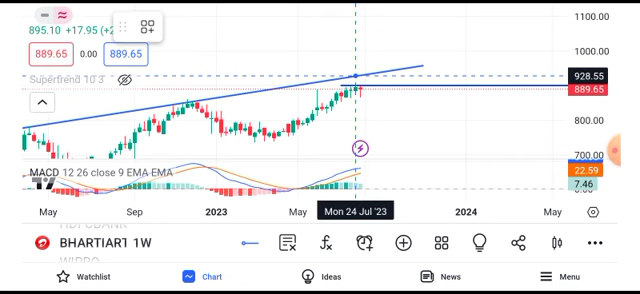 1100.00
895.10 +17.95 (+2
1000.00
889.65 0.00 889.65
928.55
889.65
Supertrend 10 3
800.00
700.00
MACD 12 26 close 9 EMA EMA
22.59
7.46
May Sep 2023 May Mon 24 Jul '23 2024 May
BHARTIARTL 1W
Watchlist Chart Ideas News Menu